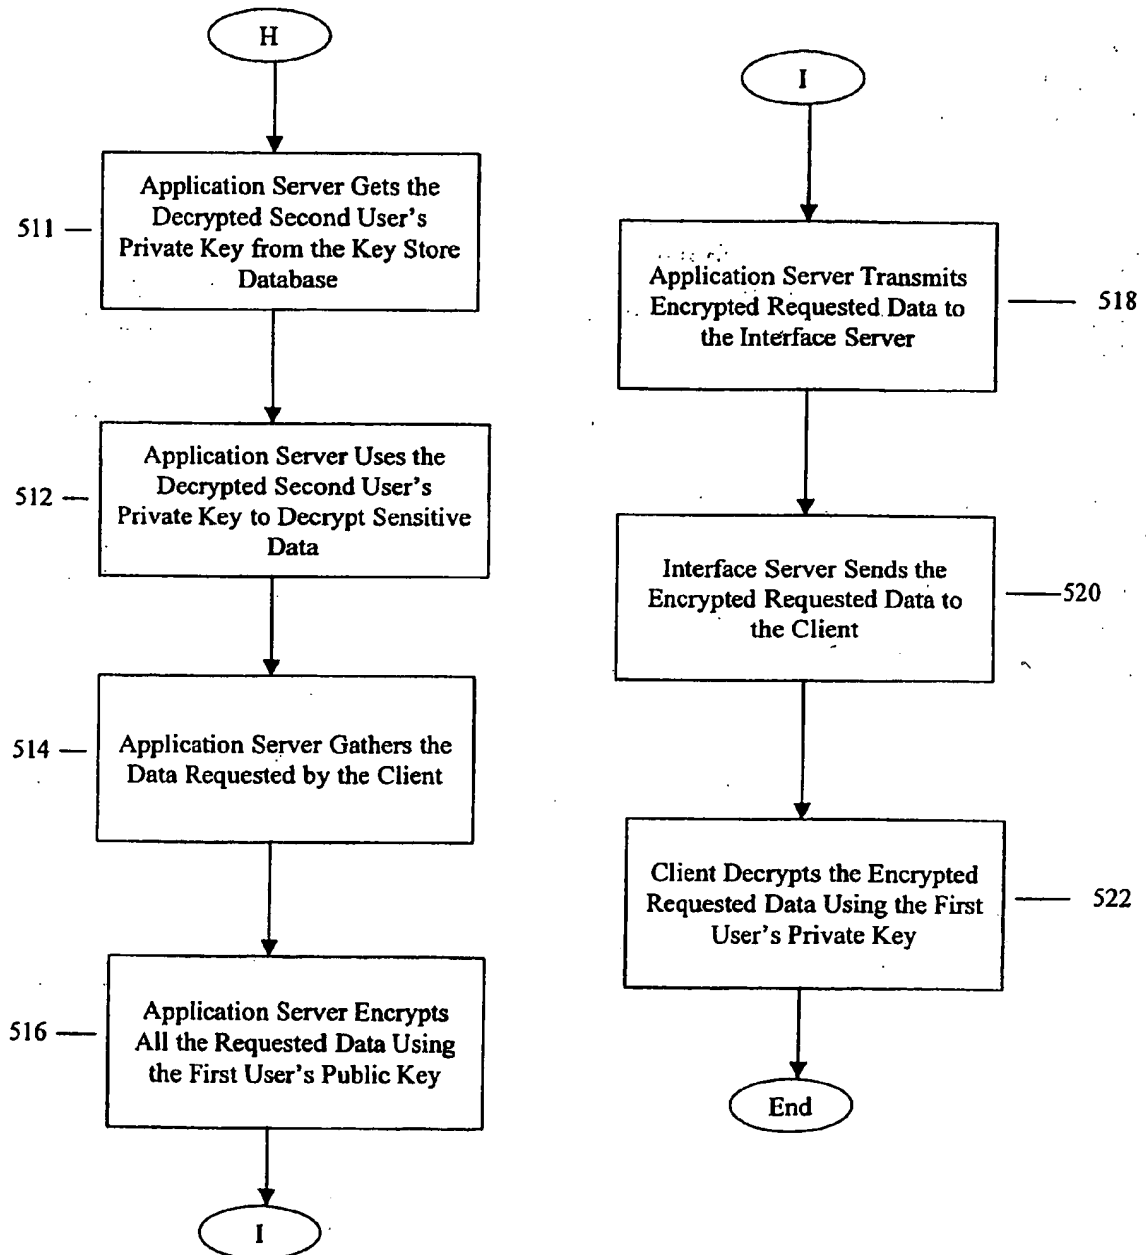 H
511
Application Server Gets the
Decrypted Second User's
Private Key from the Key Store
Database
512
Application Server Uses the
Decrypted Second User's
Private Key to Decrypt Sensitive
Data
514
Application Server Gathers the
Data Requested by the Client
516
Application Server Encrypts
All the Requested Data Using
the First User's Public Key
I
I
Application Server Transmits
Encrypted Requested Data to
the Interface Server
518
Interface Server Sends the
Encrypted Requested Data to
the Client
520
Client Decrypts the Encrypted
Requested Data Using the First
User's Private Key
522
End